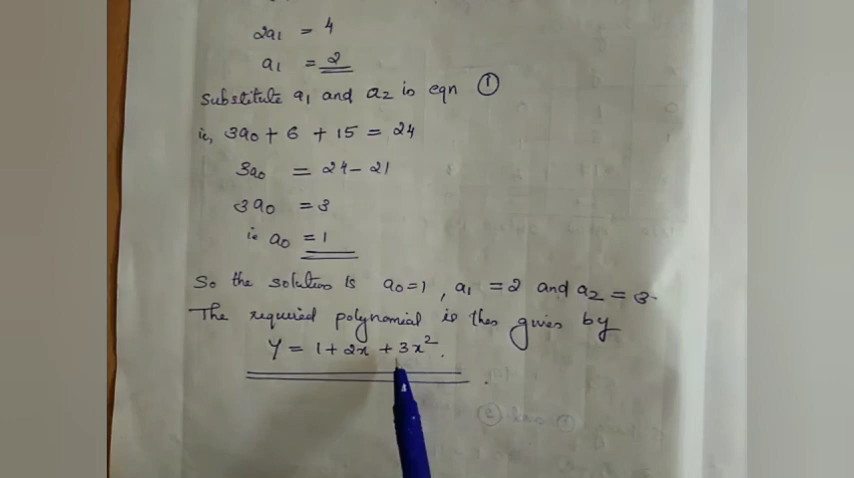 2a1 = 4
a1 = 2
Substitute a1 and a2 in eqn ①
ie, 3a0 + 6 + 15 = 24
3a0 = 24 - 21
3a0 = 3
ie a0 = 1
So the solution is a0 = 1, a1 = 2 and a2 = 3.
The required polynomial is then given by
Y = 1 + 2x + 3x².